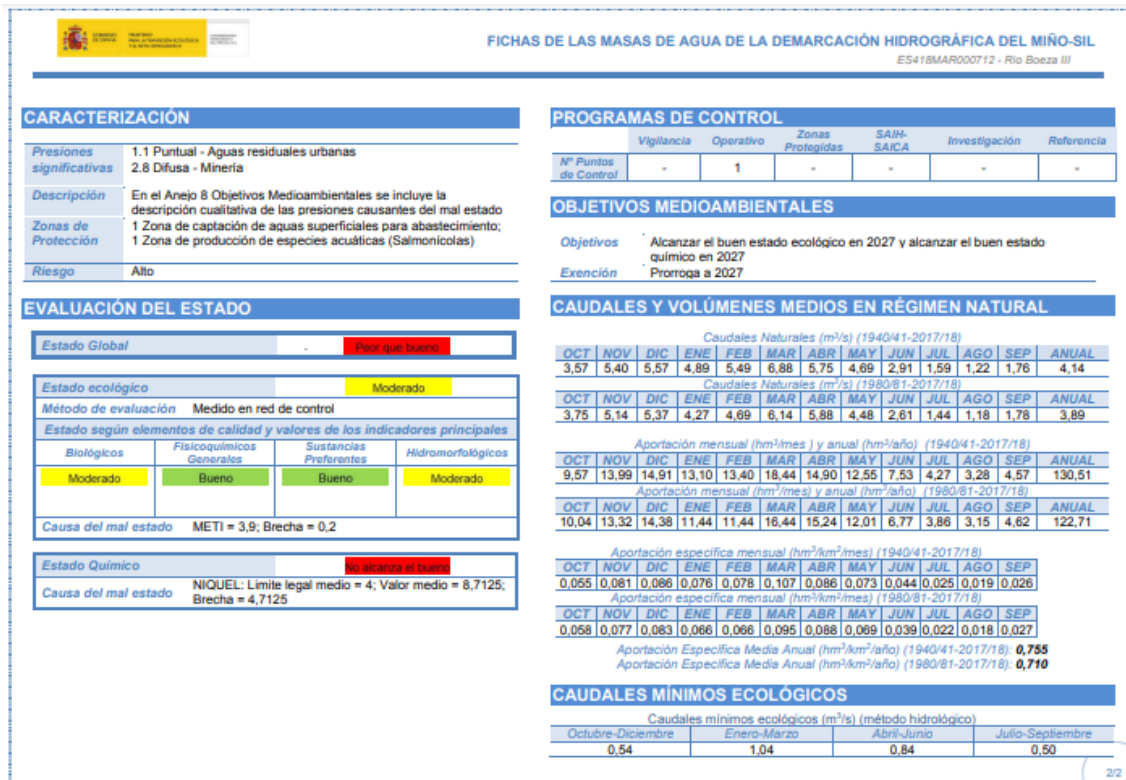 GOBIERNO DE ESPAÑA
MINISTERIO PARA LA TRANSICIÓN ECOLÓGICA Y EL RETO DEMOGRÁFICO
FICHAS DE LAS MASAS DE AGUA DE LA DEMARCACIÓN HIDROGRÁFICA DEL MIÑO-SIL
ES418MAR000712 - Río Boeza III
CARACTERIZACIÓN
Presiones significativas
1.1 Puntual - Aguas residuales urbanas
2.8 Difusa - Minería
Descripción
En el Anejo 8 Objetivos Medioambientales se incluye la
descripción cualitativa de las presiones causantes del mal estado
Zonas de Protección
1 Zona de captación de aguas superficiales para abastecimiento;
1 Zona de producción de especies acuáticas (Salmonícolas)
Riesgo Alto
EVALUACIÓN DEL ESTADO
Estado Global - Peor que bueno
Estado ecológico Moderado
Método de evaluación Medido en red de control
Estado según elementos de calidad y valores de los indicadores principales
Biológicos Fisicoquímicos Generales Sustancias Preferentes Hidromorfológicos
Moderado Bueno Bueno Moderado
Causa del mal estado METI = 3,9; Brecha = 0,2
Estado Químico No alcanza el bueno
Causa del mal estado
NIQUEL: Limite legal medio = 4; Valor medio = 8,7125;
Brecha = 4,7125
PROGRAMAS DE CONTROL
Vigilancia Operativo Zonas Protegidas SAIH-SAICA Investigación Referencia
Nº Puntos de Control - 1 - - - -
OBJETIVOS MEDIOAMBIENTALES
Objetivos
Alcanzar el buen estado ecológico en 2027 y alcanzar el buen estado
químico en 2027
Exención Prorroga a 2027
CAUDALES Y VOLÚMENES MEDIOS EN RÉGIMEN NATURAL
Caudales Naturales (m³/s) (1940/41-2017/18)
OCT NOV DIC ENE FEB MAR ABR MAY JUN JUL AGO SEP ANUAL
3,57 5,40 5,57 4,89 5,49 6,88 5,75 4,69 2,91 1,59 1,22 1,76 4,14
Caudales Naturales (m³/s) (1980/81-2017/18)
OCT NOV DIC ENE FEB MAR ABR MAY JUN JUL AGO SEP ANUAL
3,75 5,14 5,37 4,27 4,69 6,14 5,88 4,48 2,61 1,44 1,18 1,78 3,89
Aportación mensual (hm³/mes ) y anual (hm³/año) (1940/41-2017/18)
OCT NOV DIC ENE FEB MAR ABR MAY JUN JUL AGO SEP ANUAL
9,57 13,99 14,91 13,10 13,40 18,44 14,90 12,55 7,53 4,27 3,28 4,57 130,51
Aportación mensual (hm³/mes) y anual (hm³/año) (1980/81-2017/18)
OCT NOV DIC ENE FEB MAR ABR MAY JUN JUL AGO SEP ANUAL
10,04 13,32 14,38 11,44 11,44 16,44 15,24 12,01 6,77 3,86 3,15 4,62 122,71
Aportación específica mensual (hm³/km²/mes) (1940/41-2017/18)
OCT NOV DIC ENE FEB MAR ABR MAY JUN JUL AGO SEP
0,055 0,081 0,086 0,076 0,078 0,107 0,086 0,073 0,044 0,025 0,019 0,026
Aportación específica mensual (hm³/km²/mes) (1980/81-2017/18)
OCT NOV DIC ENE FEB MAR ABR MAY JUN JUL AGO SEP
0,058 0,077 0,083 0,066 0,066 0,095 0,088 0,069 0,039 0,022 0,018 0,027
Aportación Específica Media Anual (hm³/km²/año) (1940/41-2017/18): 0,755
Aportación Específica Media Anual (hm³/km²/año) (1980/81-2017/18): 0,710
CAUDALES MÍNIMOS ECOLÓGICOS
Caudales mínimos ecológicos (m³/s) (método hidrológico)
Octubre-Diciembre Enero-Marzo Abril-Junio Julio-Septiembre
0,54 1,04 0,84 0,50
2/2